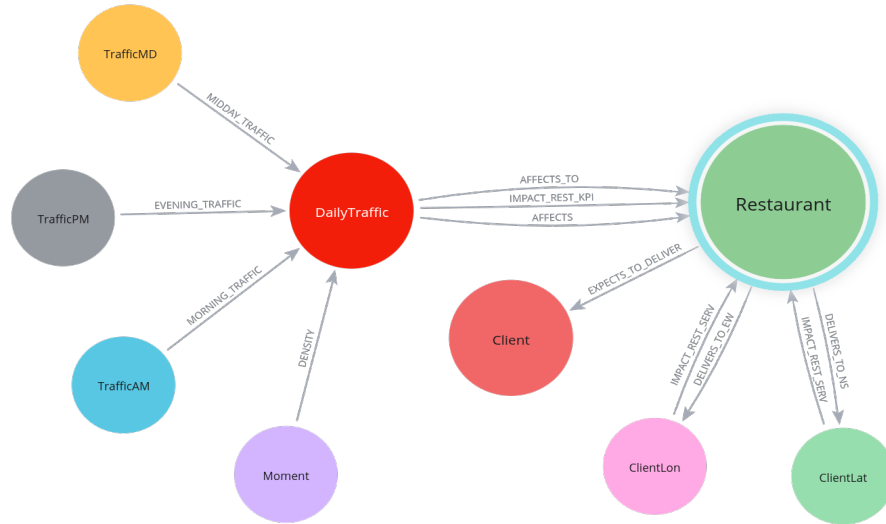 TrafficMD
MIDDAY_TRAFFIC
TrafficPM
EVENING_TRAFFIC
DailyTraffic
AFFECTS_TO
IMPACT_REST_KPI
AFFECTS
Restaurant
MORNING_TRAFFIC
TrafficAM
DENSITY
Moment
EXPECTS_TO_DELIVER
Client
IMPACT_REST_SERV
DELIVERS_TO_EW
ClientLon
IMPACT_REST_SERV
DELIVERS_TO_NS
ClientLat